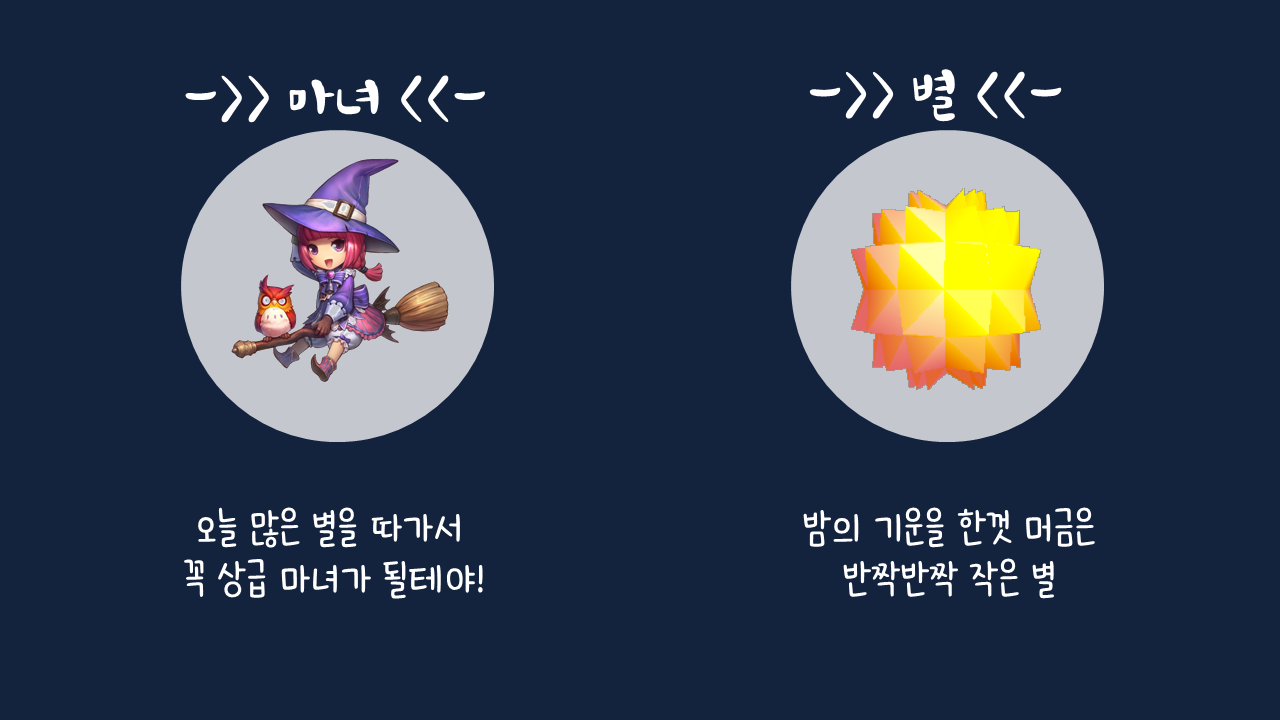 ->> 마녀 <<-
오늘 많은 별을 따가서
꼭 상급 마녀가 될테야!
->> 별 <<-
밤의 기운을 한껏 머금은
반짝반짝 작은 별